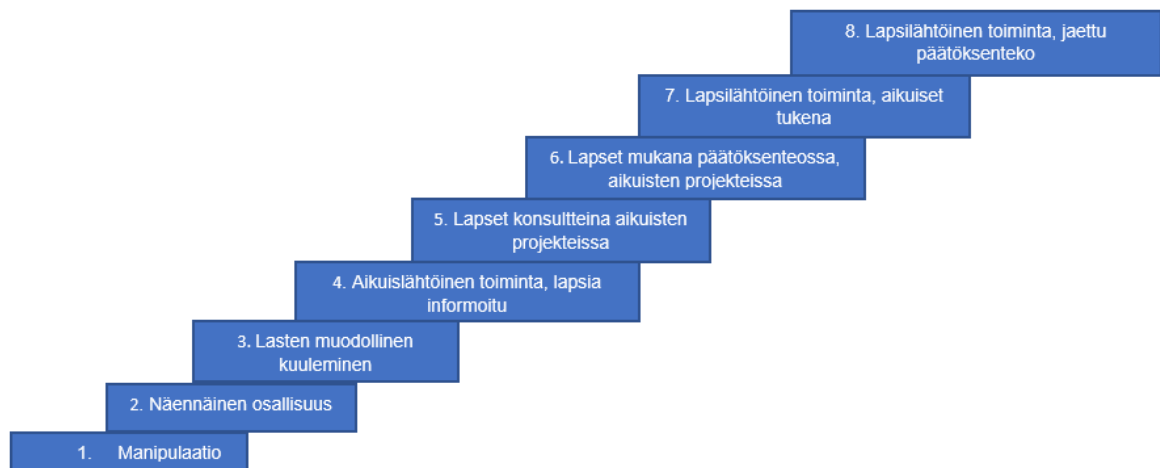 8. Lapsilähtöinen toiminta, jaettu
päätöksenteko
7. Lapsilähtöinen toiminta, aikuiset
tukena
6. Lapset mukana päätöksenteossa,
aikuisten projekteissa
5. Lapset konsultteina aikuisten
projekteissa
4. Aikuislähtöinen toiminta, lapsia
informoitu
3. Lasten muodollinen
kuuleminen
2. Näennäinen osallisuus
1. Manipulaatio